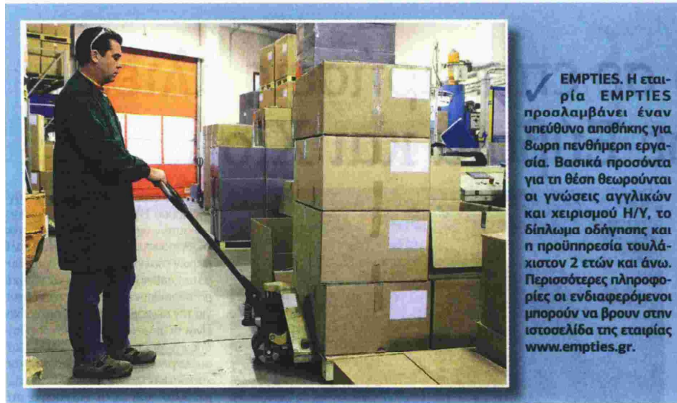 EMPTIES. Η εται-
ρία EMPTIES
προσλαμβάνει έναν
υπεύθυνο αποθήκης για
8ωρη πενθήμερη εργα-
σία. Βασικά προσόντα
για τη θέση θεωρούνται
οι γνώσεις αγγλικών
και χειρισμού Η/Υ, το
δίπλωμα οδήγησης και
η προϋπηρεσία τουλά-
χιστον 2 ετών και άνω.
Περισσότερες πληροφο-
ρίες οι ενδιαφερόμενοι
μπορούν να βρουν στην
ιστοσελίδα της εταιρίας
www.empties.gr.